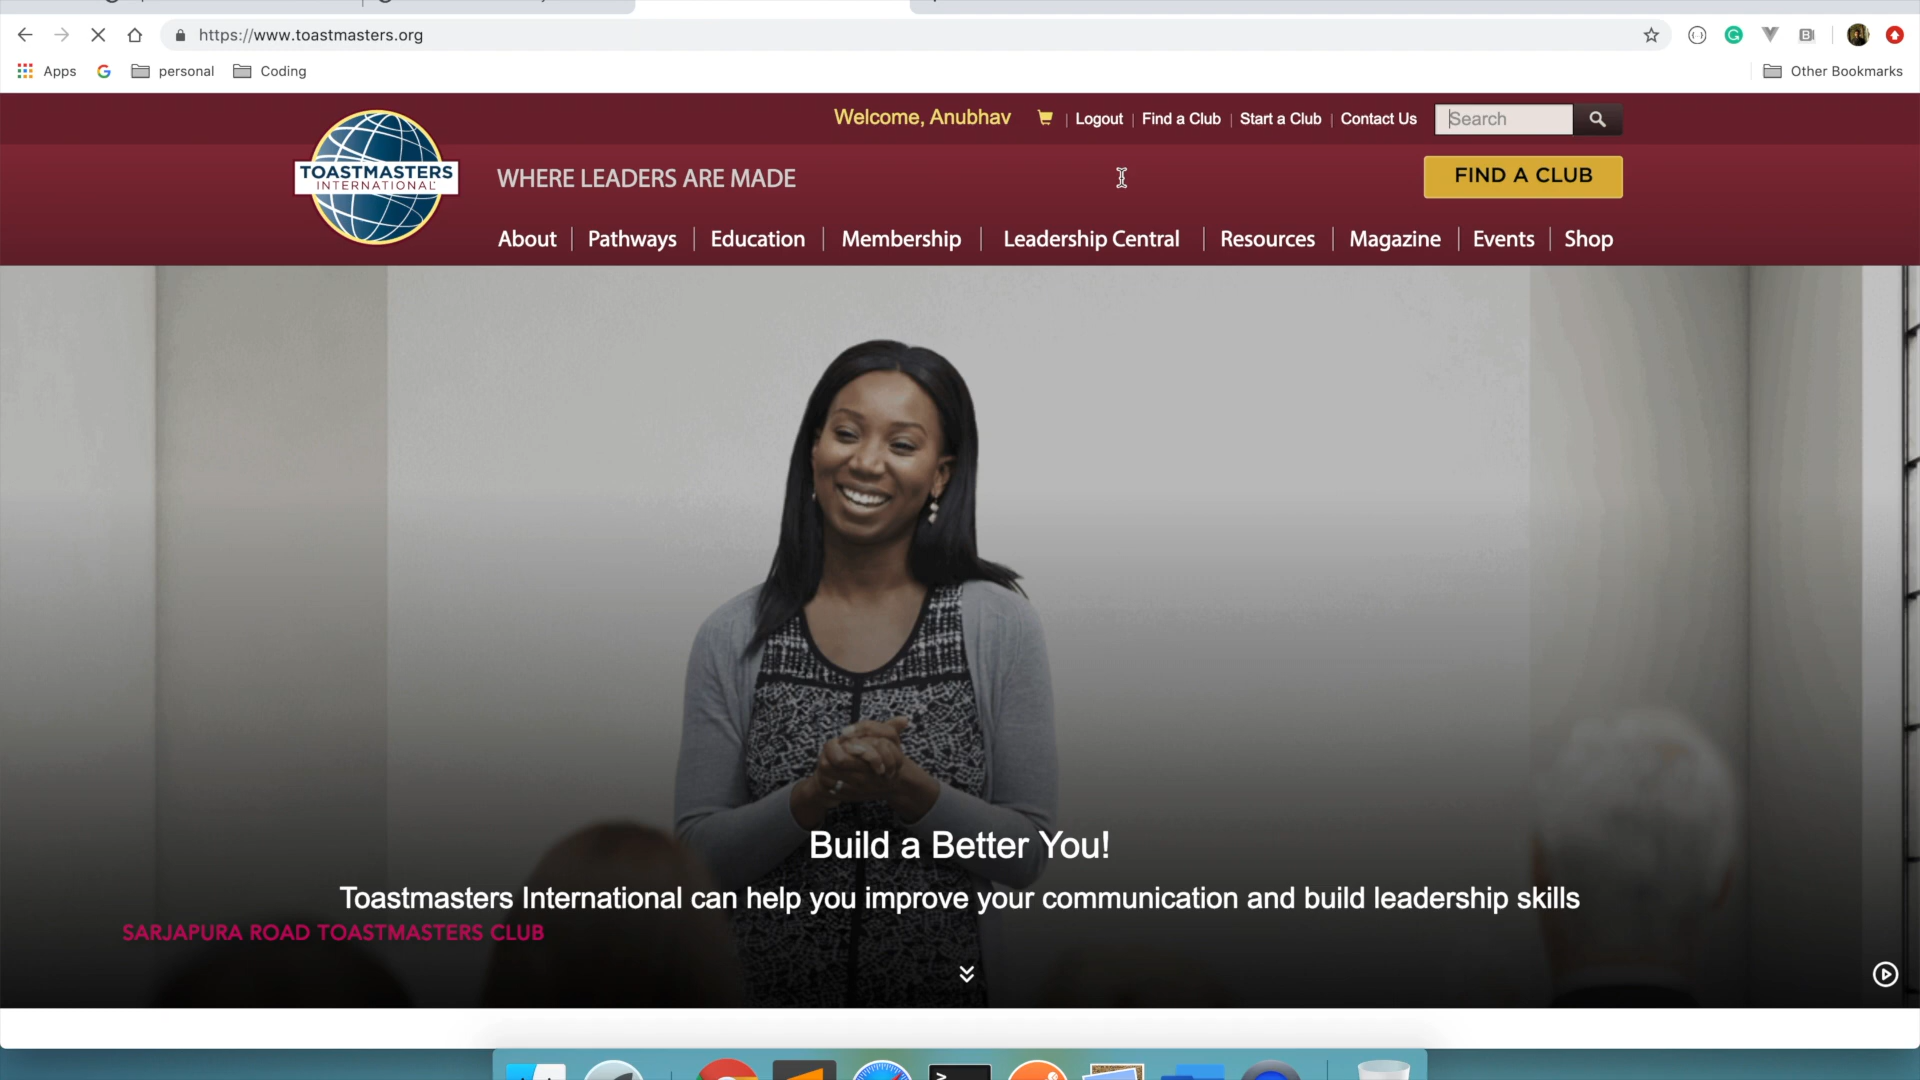 https://www.toastmasters.org
Apps
personal
Coding
Other Bookmarks
Welcome, Anubhav
Logout
Find a Club
Start a Club
Contact Us
Search
TOASTMASTERS
INTERNATIONAL
WHERE LEADERS ARE MADE
FIND A CLUB
About
Pathways
Education
Membership
Leadership Central
Resources
Magazine
Events
Shop
Build a Better You!
Toastmasters International can help you improve your communication and build leadership skills
SARJAPURA ROAD TOASTMASTERS CLUB